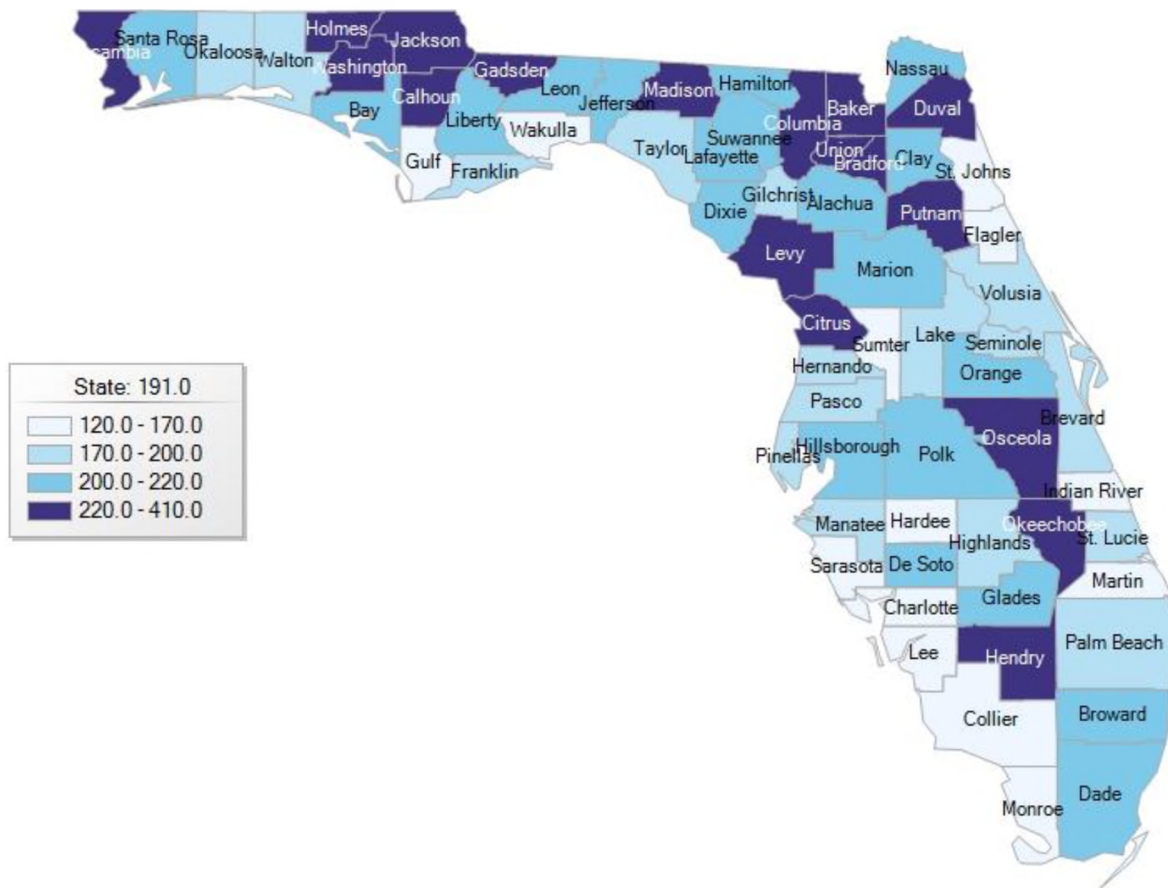 Holmes
Jackson
Santa Rosa
Okaloosa
Walton
cambia
Washington
Gadsden
Calhoun
Bay
Liberty
Leon
Jefferson
Madison
Hamilton
Nassau
Baker
Duval
Columbia
Wakulla
Gulf
Franklin
Taylor
Suwannee
Lafayette
Union
Bradford
Clay
St. Johns
Gilchrist
Dixie
Alachua
Putnam
Flagler
Levy
Marion
Volusia
Citrus
Sumter
Lake
Seminole
Hernando
Orange
Pasco
Brevard
Osceola
Pinellas
Hillsborough
Polk
Indian River
Manatee
Hardee
Highlands
Okeechobee
St. Lucie
Sarasota
De Soto
Martin
Charlotte
Glades
Lee
Hendry
Palm Beach
Collier
Broward
Monroe
Dade
State: 191.0
120.0 - 170.0
170.0 - 200.0
200.0 - 220.0
220.0 - 410.0